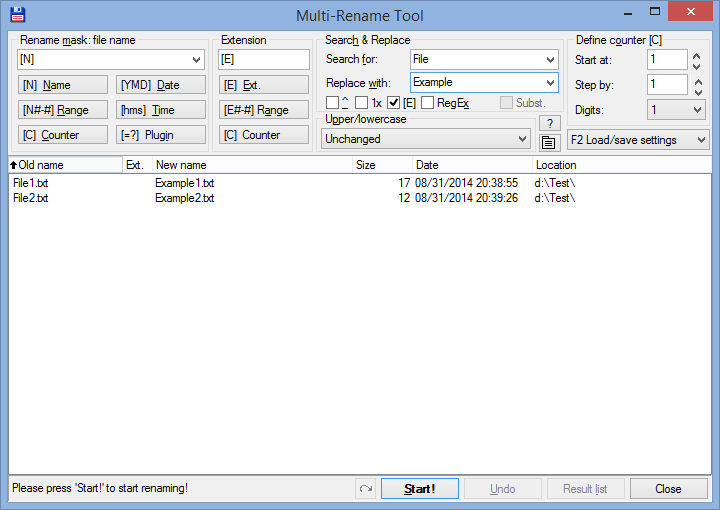 Multi-Rename Tool
Rename mask: file name
[N]
[N] Name
[YMD] Date
[N#-#] Range
[hms] Time
[C] Counter
[=?] Plugin
Extension
[E]
[E] Ext.
[E#-#] Range
[C] Counter
Search & Replace
Search for: File
Replace with: Example
^ 1x [E] RegEx Subst.
Upper/lowercase
Unchanged
?
Define counter [C]
Start at: 1
Step by: 1
Digits: 1
F2 Load/save settings
Old name Ext. New name Size Date Location
File1.txt Example1.txt 17 08/31/2014 20:38:55 d:\Test\
File2.txt Example2.txt 12 08/31/2014 20:39:26 d:\Test\
Please press 'Start!' to start renaming!
Start! Undo Result list Close